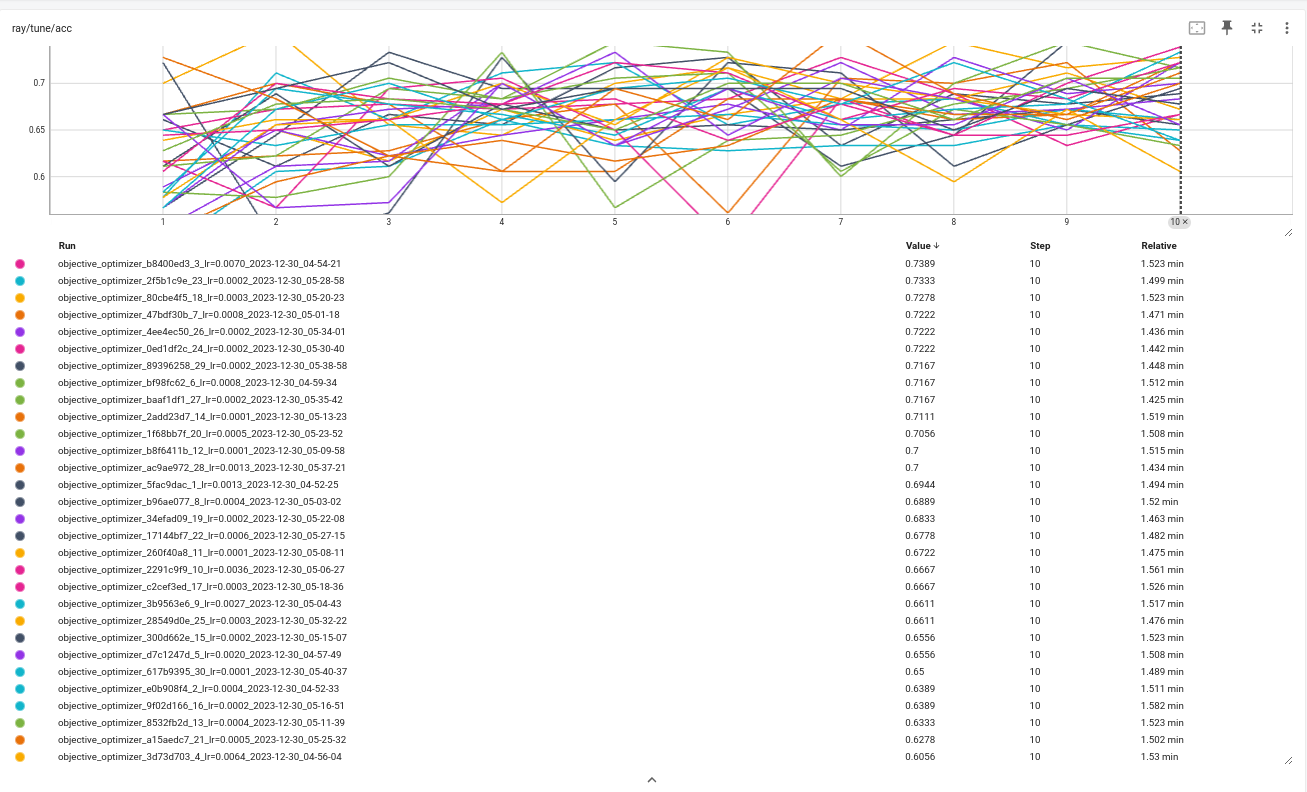 ray/tune/acc
0.7
0.65
0.6
1 2 3 4 5 6 7 8 9 10 ×
Run Value ↓ Step Relative
objective_optimizer_b8400ed3_3_lr=0.0070_2023-12-30_04-54-21 0.7389 10 1.523 min
objective_optimizer_2f5b1c9e_23_lr=0.0002_2023-12-30_05-28-58 0.7333 10 1.499 min
objective_optimizer_80cbe4f5_18_lr=0.0003_2023-12-30_05-20-23 0.7278 10 1.523 min
objective_optimizer_47bdf30b_7_lr=0.0008_2023-12-30_05-01-18 0.7222 10 1.471 min
objective_optimizer_4ee4ec50_26_lr=0.0002_2023-12-30_05-34-01 0.7222 10 1.436 min
objective_optimizer_0ed1df2c_24_lr=0.0002_2023-12-30_05-30-40 0.7222 10 1.442 min
objective_optimizer_89396258_29_lr=0.0002_2023-12-30_05-38-58 0.7167 10 1.448 min
objective_optimizer_bf98fc62_6_lr=0.0008_2023-12-30_04-59-34 0.7167 10 1.512 min
objective_optimizer_baaf1df1_27_lr=0.0002_2023-12-30_05-35-42 0.7167 10 1.425 min
objective_optimizer_2add23d7_14_lr=0.0001_2023-12-30_05-13-23 0.7111 10 1.519 min
objective_optimizer_1f68bb7f_20_lr=0.0005_2023-12-30_05-23-52 0.7056 10 1.508 min
objective_optimizer_b8f6411b_12_lr=0.0001_2023-12-30_05-09-58 0.7 10 1.515 min
objective_optimizer_ac9ae972_28_lr=0.0013_2023-12-30_05-37-21 0.7 10 1.434 min
objective_optimizer_5fac9dac_1_lr=0.0013_2023-12-30_04-52-25 0.6944 10 1.494 min
objective_optimizer_b96ae077_8_lr=0.0004_2023-12-30_05-03-02 0.6889 10 1.52 min
objective_optimizer_34efad09_19_lr=0.0002_2023-12-30_05-22-08 0.6833 10 1.463 min
objective_optimizer_17144bf7_22_lr=0.0006_2023-12-30_05-27-15 0.6778 10 1.482 min
objective_optimizer_260f40a8_11_lr=0.0001_2023-12-30_05-08-11 0.6722 10 1.475 min
objective_optimizer_2291c9f9_10_lr=0.0036_2023-12-30_05-06-27 0.6667 10 1.561 min
objective_optimizer_c2cef3ed_17_lr=0.0003_2023-12-30_05-18-36 0.6667 10 1.526 min
objective_optimizer_3b9563e6_9_lr=0.0027_2023-12-30_05-04-43 0.6611 10 1.517 min
objective_optimizer_28549d0e_25_lr=0.0003_2023-12-30_05-32-22 0.6611 10 1.476 min
objective_optimizer_300d662e_15_lr=0.0002_2023-12-30_05-15-07 0.6556 10 1.523 min
objective_optimizer_d7c1247d_5_lr=0.0020_2023-12-30_04-57-49 0.6556 10 1.508 min
objective_optimizer_617b9395_30_lr=0.0001_2023-12-30_05-40-37 0.65 10 1.489 min
objective_optimizer_e0b908f4_2_lr=0.0004_2023-12-30_04-52-33 0.6389 10 1.511 min
objective_optimizer_9f02d166_16_lr=0.0002_2023-12-30_05-16-51 0.6389 10 1.582 min
objective_optimizer_8532fb2d_13_lr=0.0004_2023-12-30_05-11-39 0.6333 10 1.523 min
objective_optimizer_a15aedc7_21_lr=0.0005_2023-12-30_05-25-32 0.6278 10 1.502 min
objective_optimizer_3d73d703_4_lr=0.0064_2023-12-30_04-56-04 0.6056 10 1.53 min